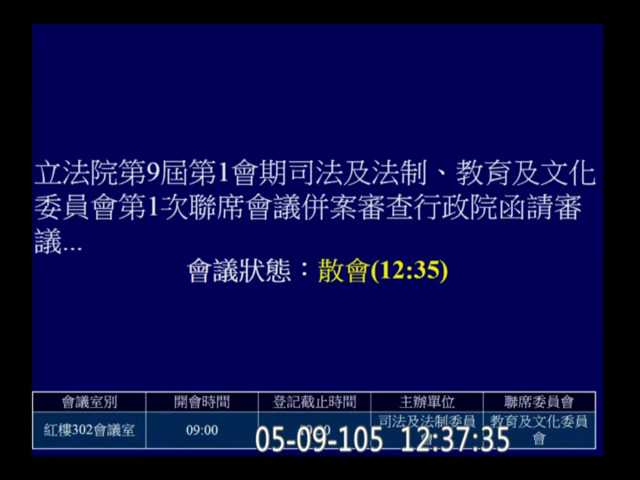 立法院第9屆第1會期司法及法制、教育及文化
委員會第1次聯席會議併案審查行政院函請審
議...
會議狀態：散會(12:35)
會議室別 開會時間 登記截止時間 主辦單位 聯席委員會
紅樓302會議室 09:00 司法及法制委員會 教育及文化委員會
05-09-105 12:37:35